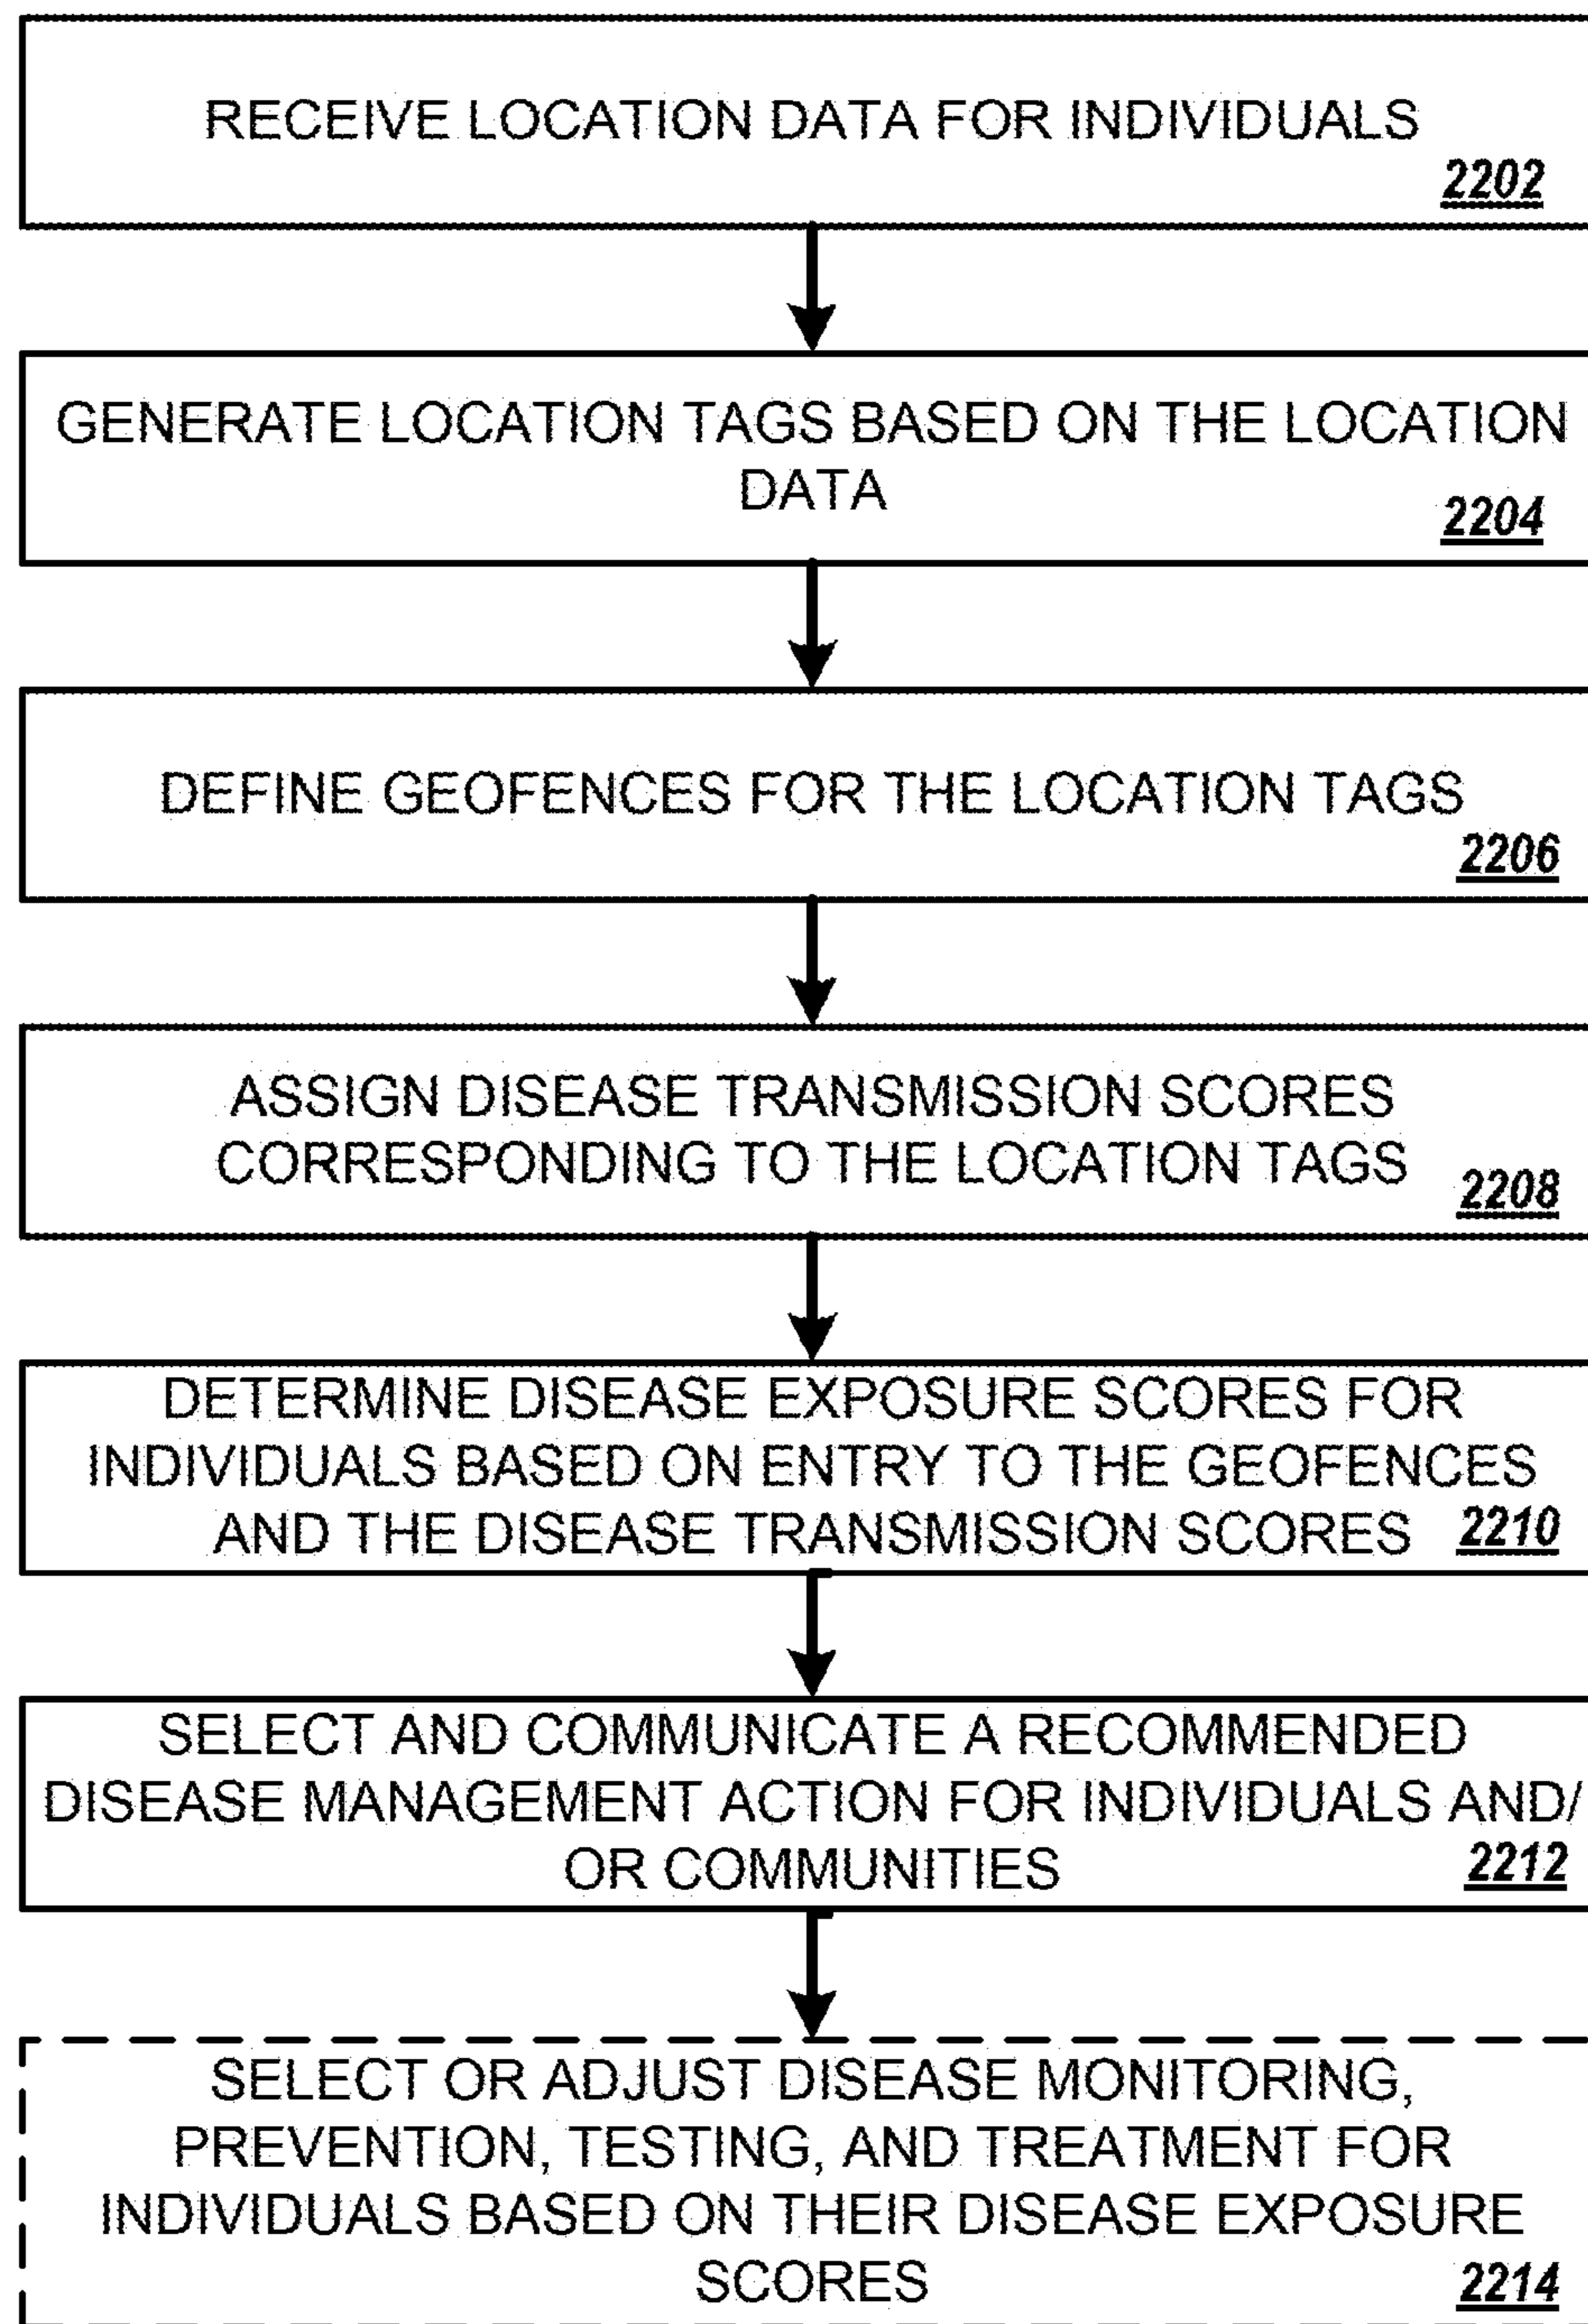 RECEIVE LOCATION DATA FOR INDIVIDUALS
2202
GENERATE LOCATION TAGS BASED ON THE LOCATION
DATA
2204
DEFINE GEOFENCES FOR THE LOCATION TAGS
2206
ASSIGN DISEASE TRANSMISSION SCORES
CORRESPONDING TO THE LOCATION TAGS
2208
DETERMINE DISEASE EXPOSURE SCORES FOR
INDIVIDUALS BASED ON ENTRY TO THE GEOFENCES
AND THE DISEASE TRANSMISSION SCORES 2210
SELECT AND COMMUNICATE A RECOMMENDED
DISEASE MANAGEMENT ACTION FOR INDIVIDUALS AND/
OR COMMUNITIES 2212
SELECT OR ADJUST DISEASE MONITORING,
PREVENTION, TESTING, AND TREATMENT FOR
INDIVIDUALS BASED ON THEIR DISEASE EXPOSURE
SCORES 2214